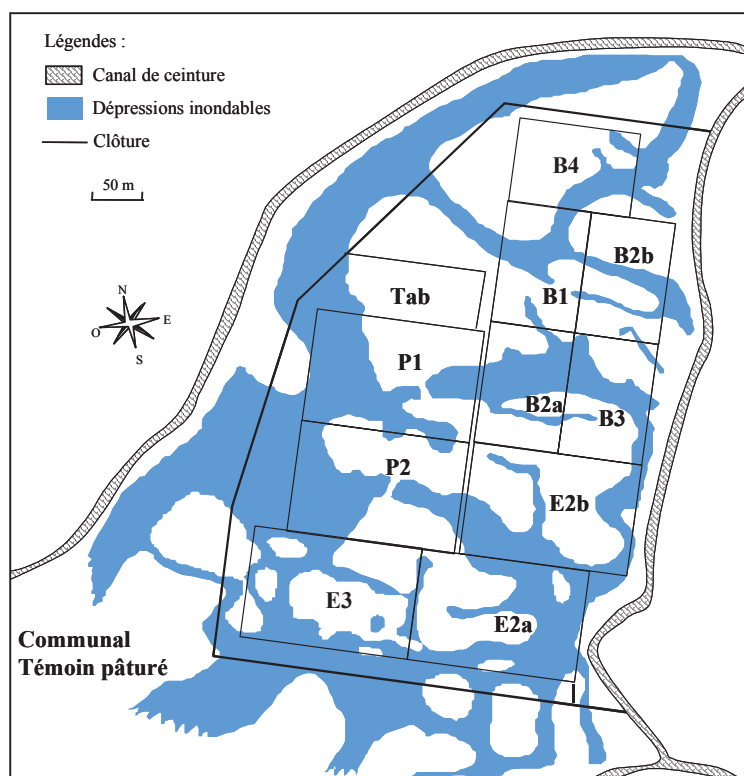 Légendes :
Canal de ceinture
Dépressions inondables
Clôture
50 m
N
O
E
S
B4
B2b
B1
Tab
P1
B2a
B3
P2
E2b
E3
E2a
Communal
Témoin pâturé